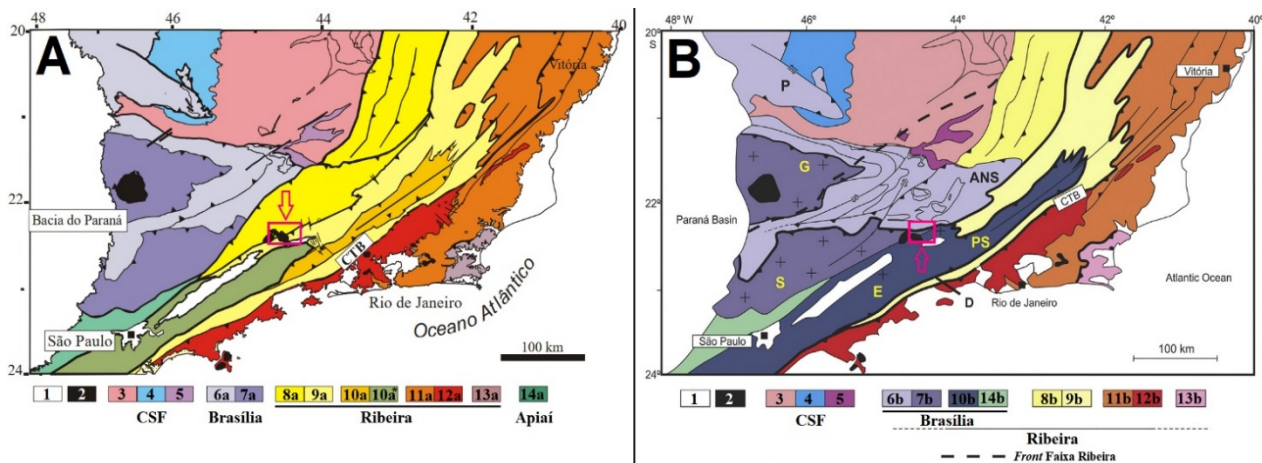 48 46 44 42 40
20
A
Vitória
22
Bacia do Paraná
CTB
Rio de Janeiro
Oceano Atlântico
São Paulo
24
100 km
1 2 3 4 5 6a 7a 8a 9a 10a 10a* 11a 12a 13a 14a
CSF Brasília Ribeira Apiaí
48°W 46° 44° 42° 40°
20°
S
B
P
Vitória
G
ANS
22°
Paraná Basin
CTB
PS
S
E
D
Rio de Janeiro
Atlantic Ocean
São Paulo
24°
100 km
1 2 3 4 5 6b 7b 10b 14b 8b 9b 11b 12b 13b
CSF Brasília
Ribeira
Front Faixa Ribeira